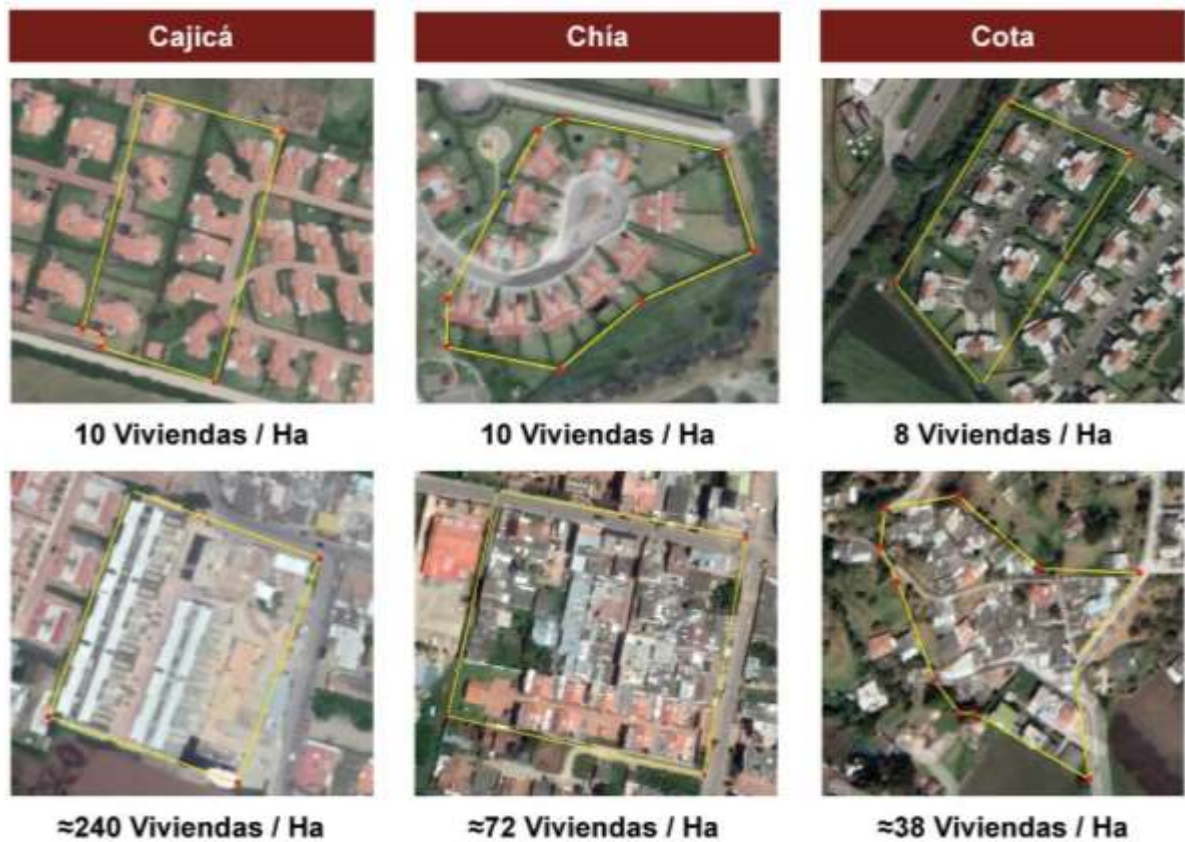 Cajicá
Chía
Cota
10 Viviendas / Ha
10 Viviendas / Ha
8 Viviendas / Ha
≈240 Viviendas / Ha
≈72 Viviendas / Ha
≈38 Viviendas / Ha